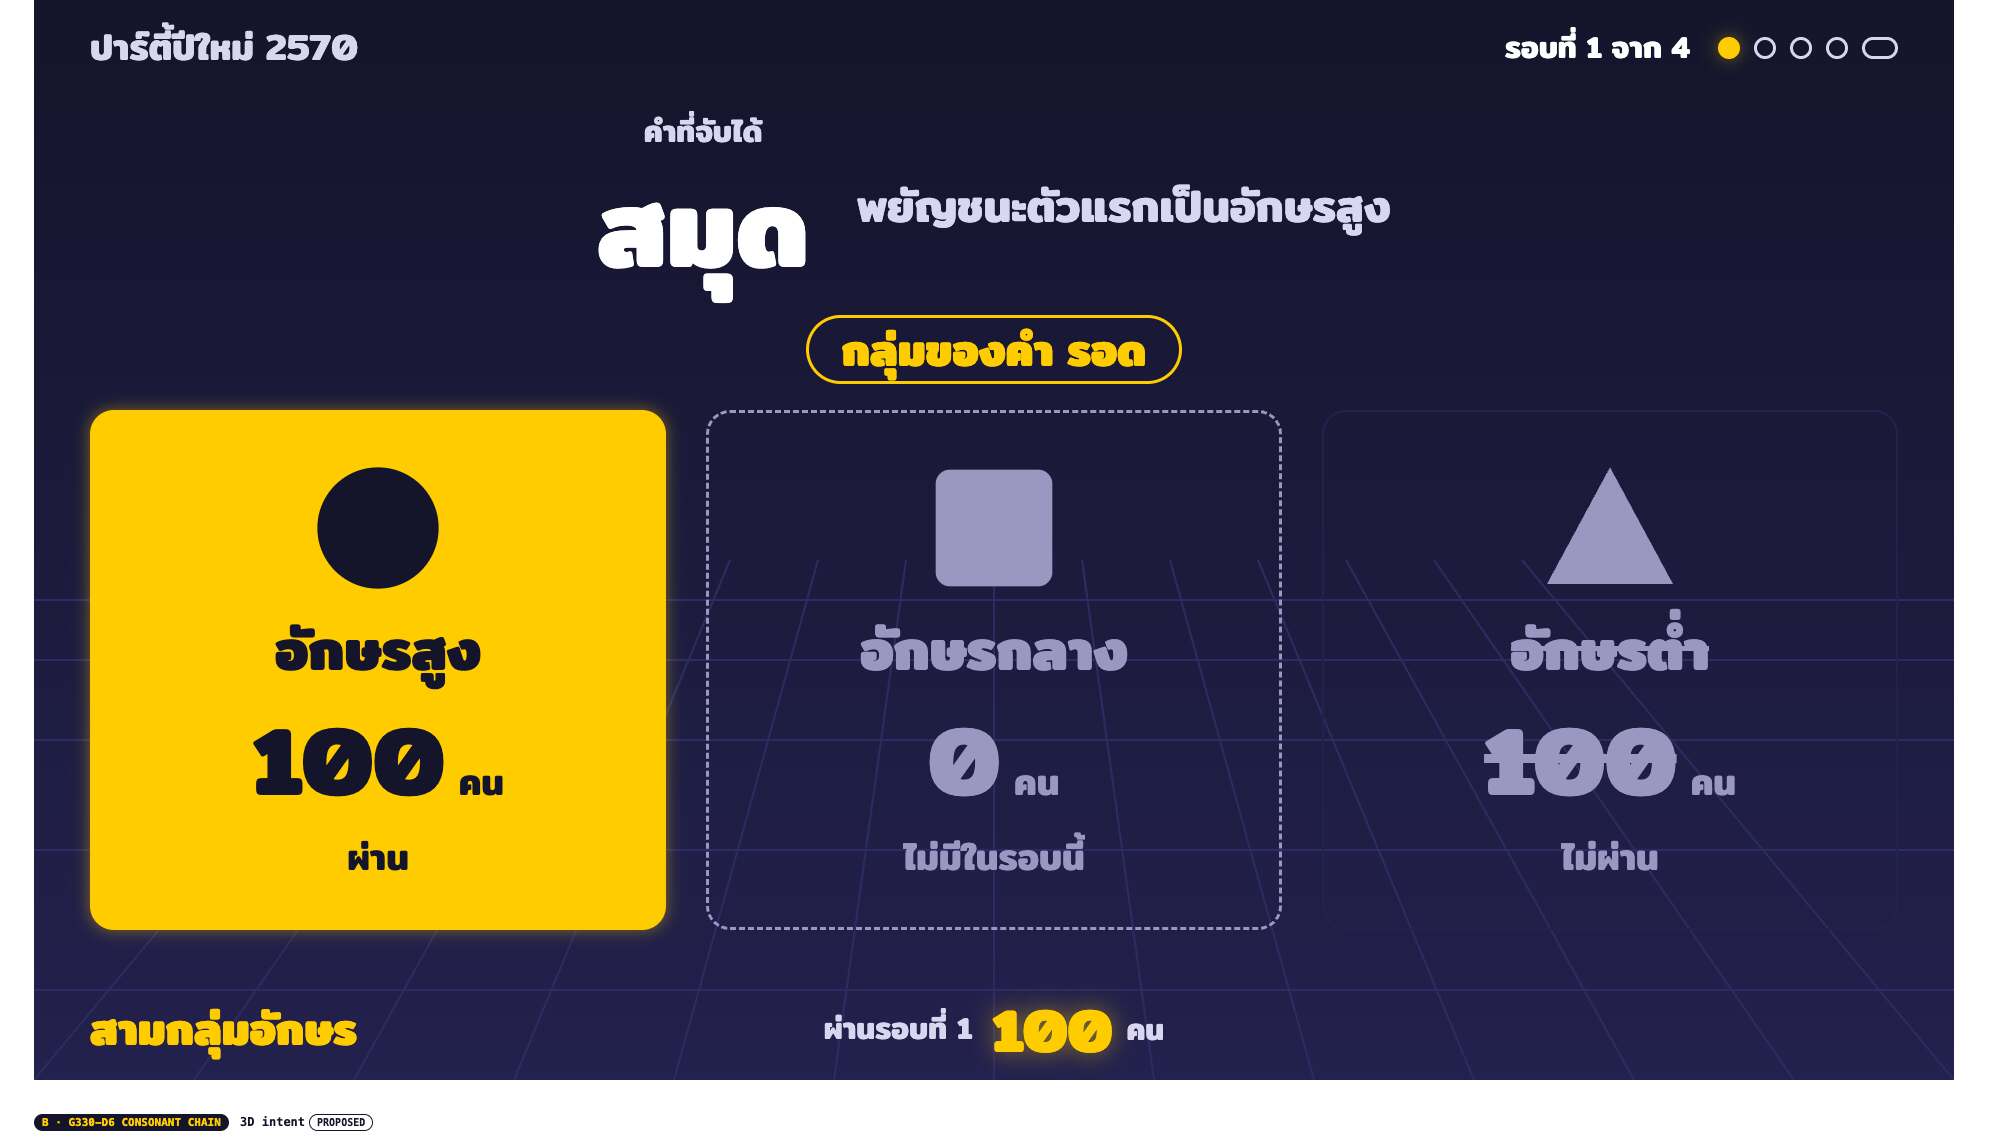 ปาร์ตี้ปีใหม่ 2570
รอบที่ 1 จาก 4
คำที่จับได้
สมุด
พยัญชนะตัวแรกเป็นอักษรสูง
กลุ่มของคำ รอด
อักษรสูง
100 คน
ผ่าน
อักษรกลาง
0 คน
ไม่มีในรอบนี้
อักษรต่ำ
100 คน
ไม่ผ่าน
สามกลุ่มอักษร
ผ่านรอบที่ 1 100 คน
B · G330-D6 CONSONANT CHAIN 3D intent PROPOSED